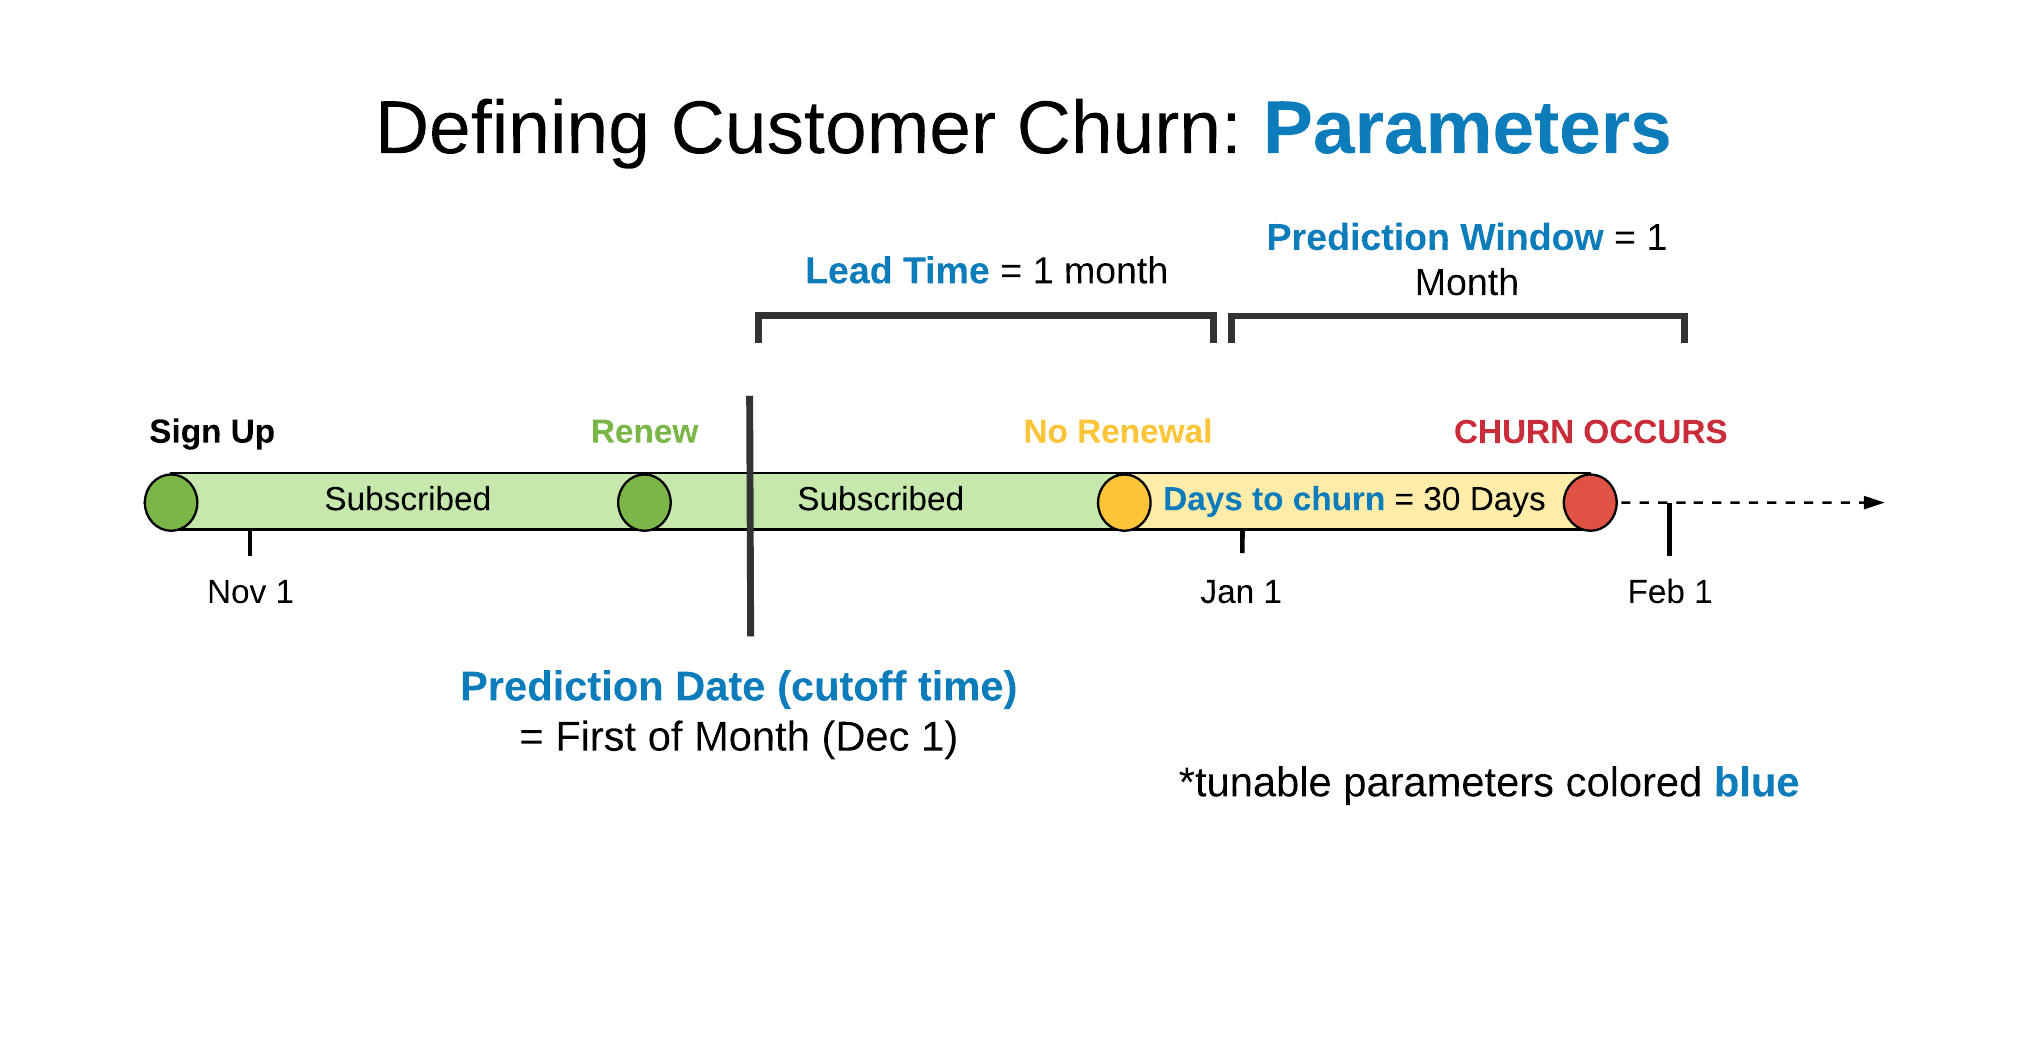 Defining Customer Churn: Parameters
Prediction Window = 1
Month
Lead Time = 1 month
Sign Up
Renew
No Renewal
CHURN OCCURS
Subscribed
Subscribed
Days to churn = 30 Days
Nov 1
Jan 1
Feb 1
Prediction Date (cutoff time)
= First of Month (Dec 1)
*tunable parameters colored blue